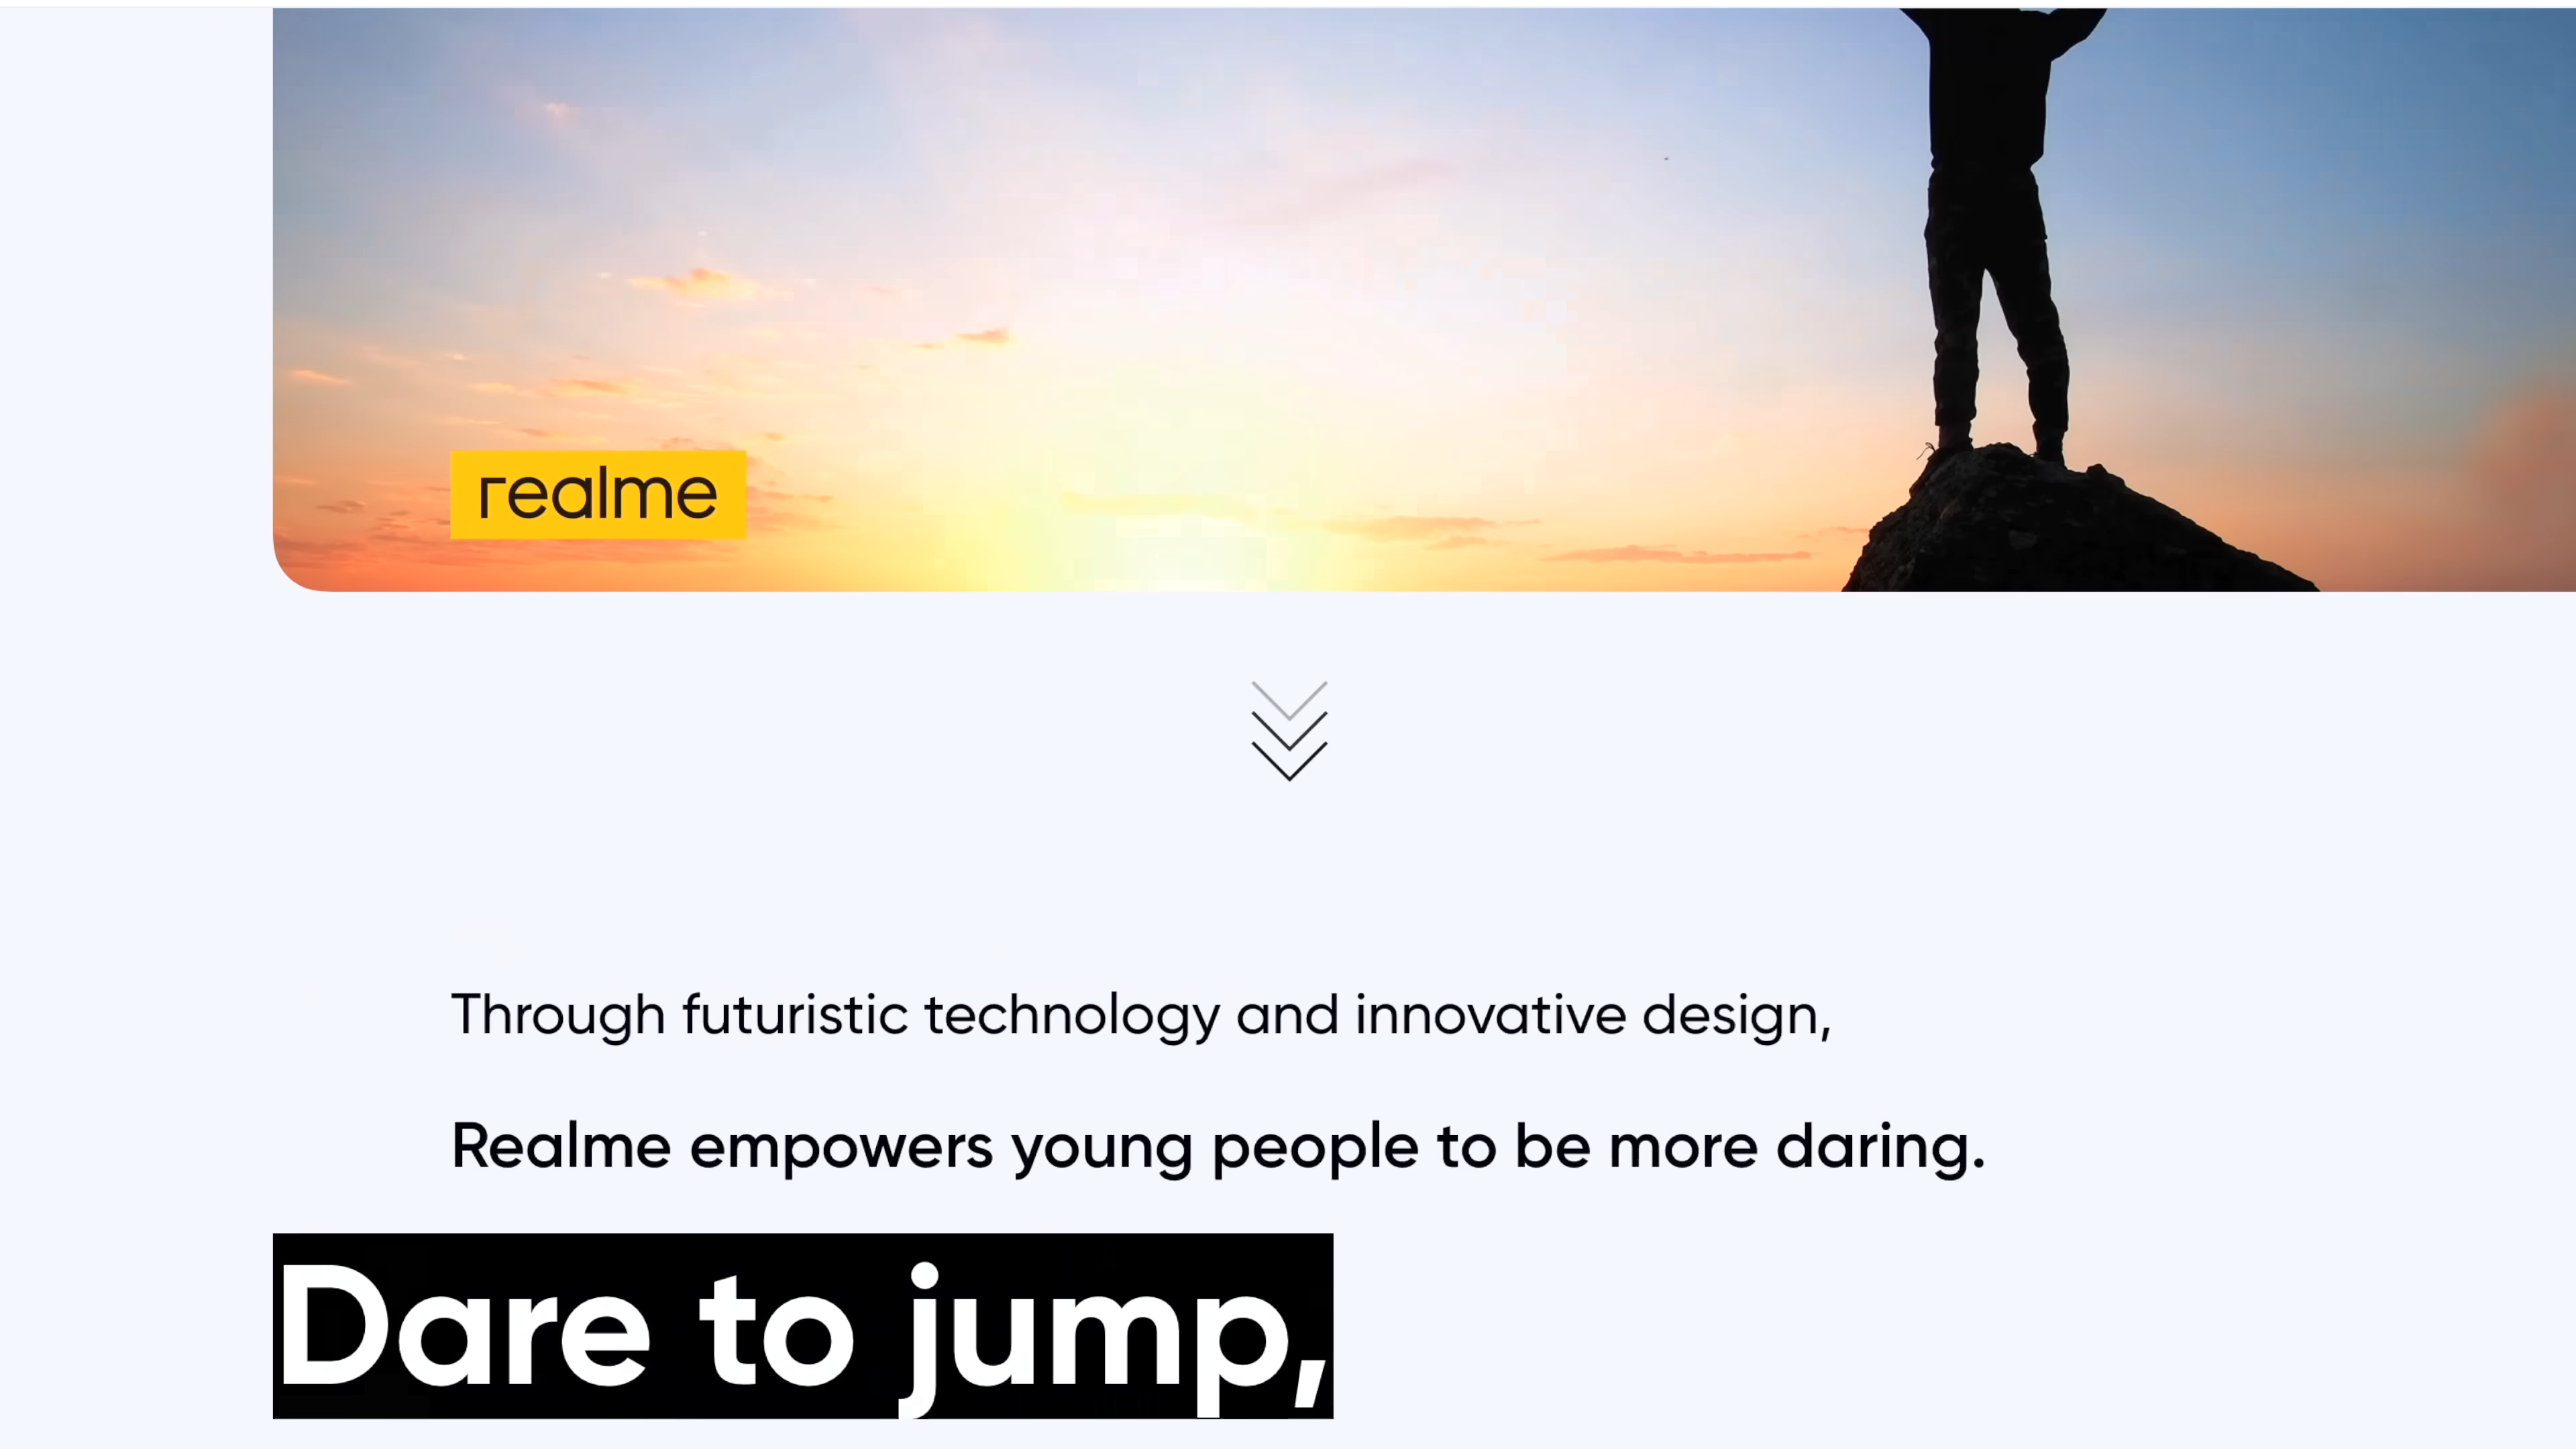 realme
Through futuristic technology and innovative design,
Realme empowers young people to be more daring.
Dare to jump,